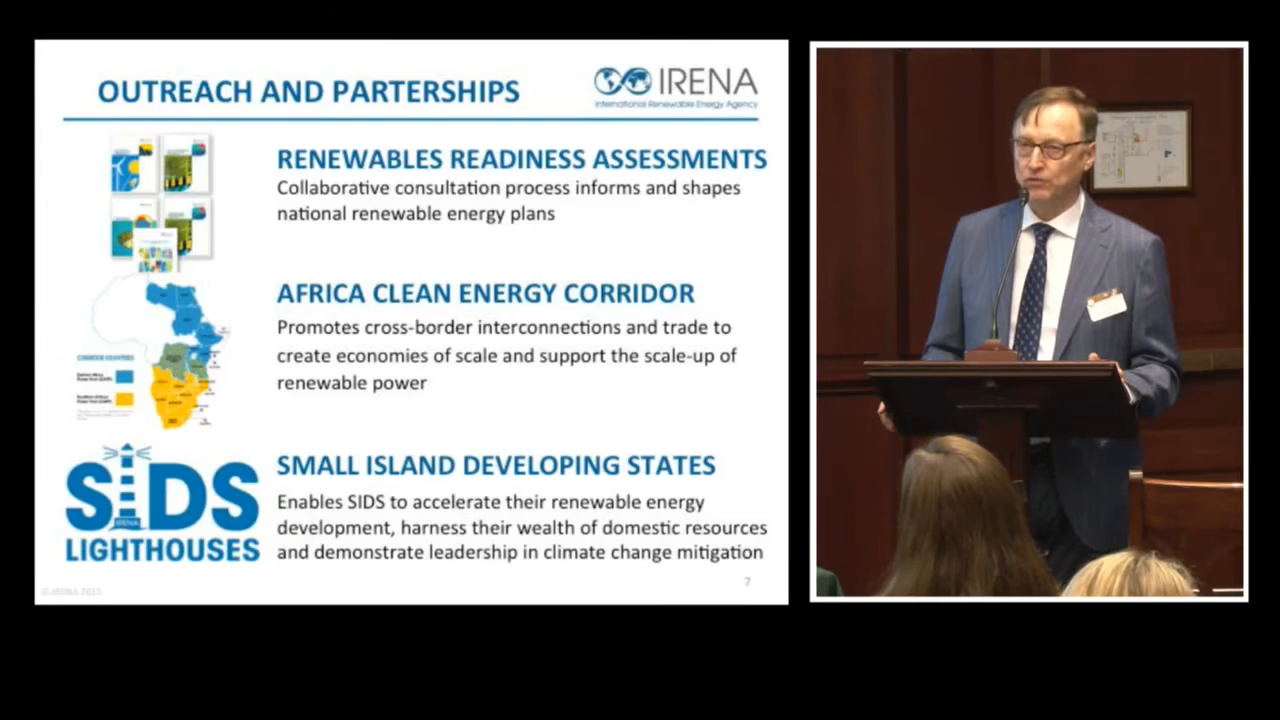 OUTREACH AND PARTERSHIPS
IRENA
International Renewable Energy Agency
RENEWABLES READINESS ASSESSMENTS
Collaborative consultation process informs and shapes
national renewable energy plans
AFRICA CLEAN ENERGY CORRIDOR
Promotes cross-border interconnections and trade to
create economies of scale and support the scale-up of
renewable power
SIDS
IRENA
LIGHTHOUSES
SMALL ISLAND DEVELOPING STATES
Enables SIDS to accelerate their renewable energy
development, harness their wealth of domestic resources
and demonstrate leadership in climate change mitigation
7